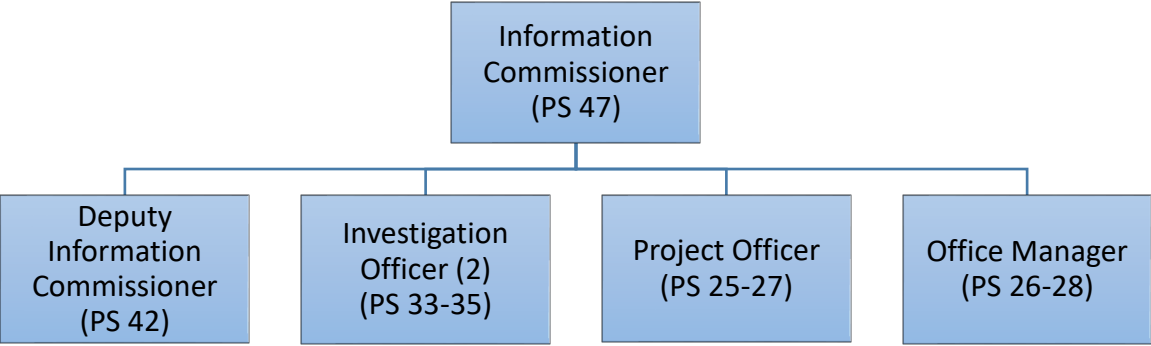 Information
Commissioner
(PS 47)
Deputy
Information
Commissioner
(PS 42)
Investigation
Officer (2)
(PS 33-35)
Project Officer
(PS 25-27)
Office Manager
(PS 26-28)